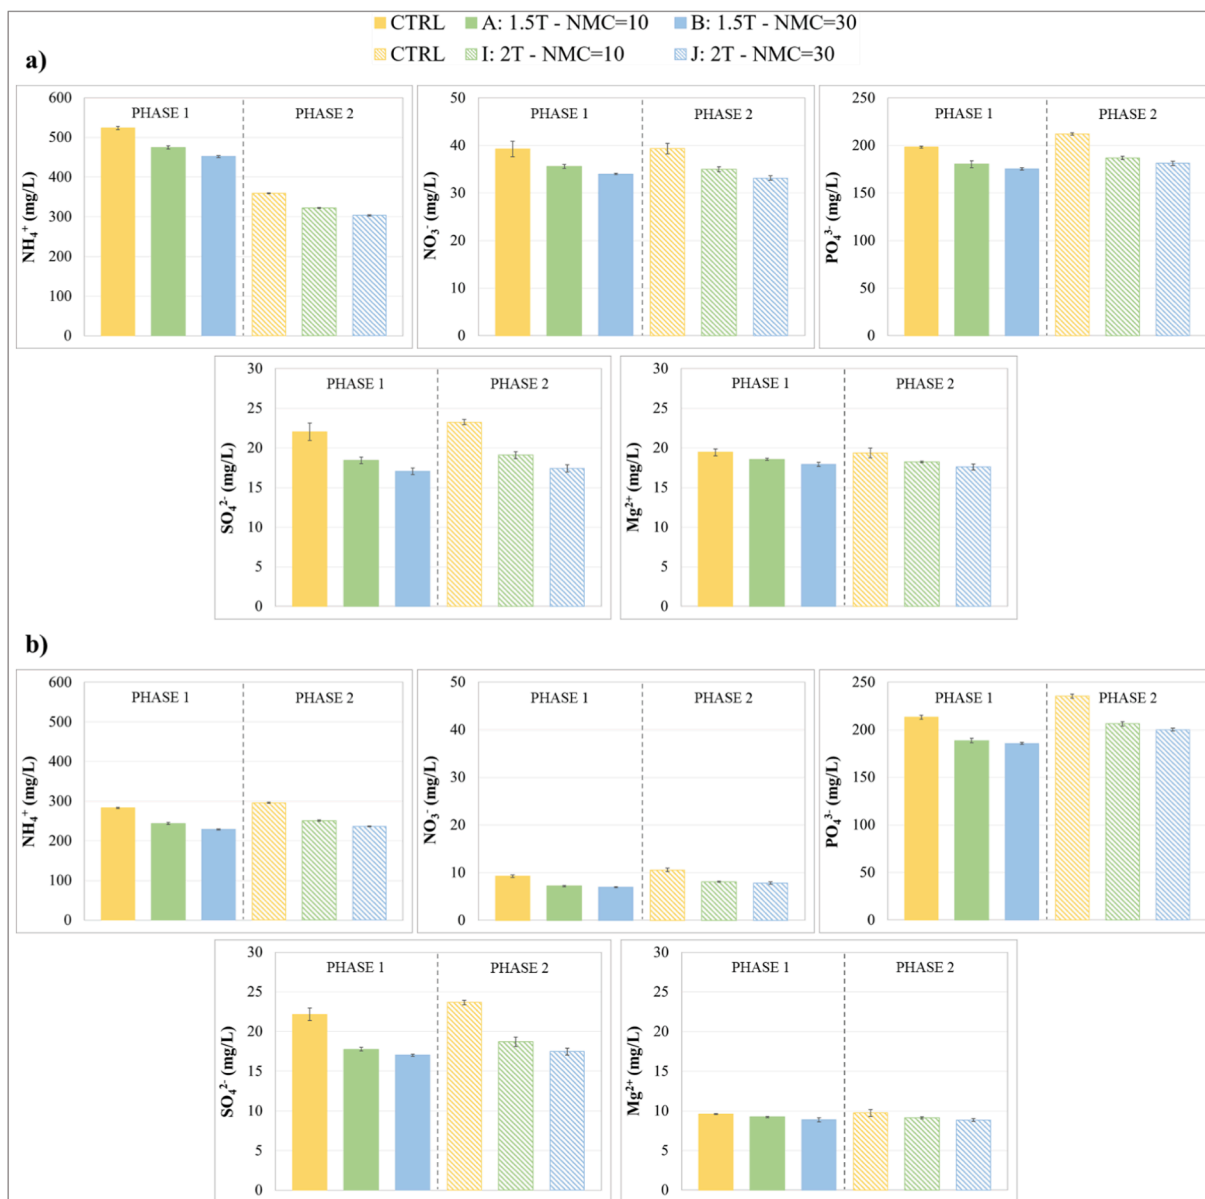 CTRL A: 1.5T - NMC=10 B: 1.5T - NMC=30
CTRL I: 2T - NMC=10 J: 2T - NMC=30
a)
NH₄⁺ (mg/L)
600
500
400
300
200
100
0
PHASE 1 PHASE 2
NO₃⁻ (mg/L)
50
40
30
20
10
0
PHASE 1 PHASE 2
PO₄³⁻ (mg/L)
250
200
150
100
50
0
PHASE 1 PHASE 2
SO₄²⁻ (mg/L)
30
25
20
15
10
5
0
PHASE 1 PHASE 2
Mg²⁺ (mg/L)
30
25
20
15
10
5
0
PHASE 1 PHASE 2
b)
NH₄⁺ (mg/L)
600
500
400
300
200
100
0
PHASE 1 PHASE 2
NO₃⁻ (mg/L)
50
40
30
20
10
0
PHASE 1 PHASE 2
PO₄³⁻ (mg/L)
250
200
150
100
50
0
PHASE 1 PHASE 2
SO₄²⁻ (mg/L)
30
25
20
15
10
5
0
PHASE 1 PHASE 2
Mg²⁺ (mg/L)
30
25
20
15
10
5
0
PHASE 1 PHASE 2